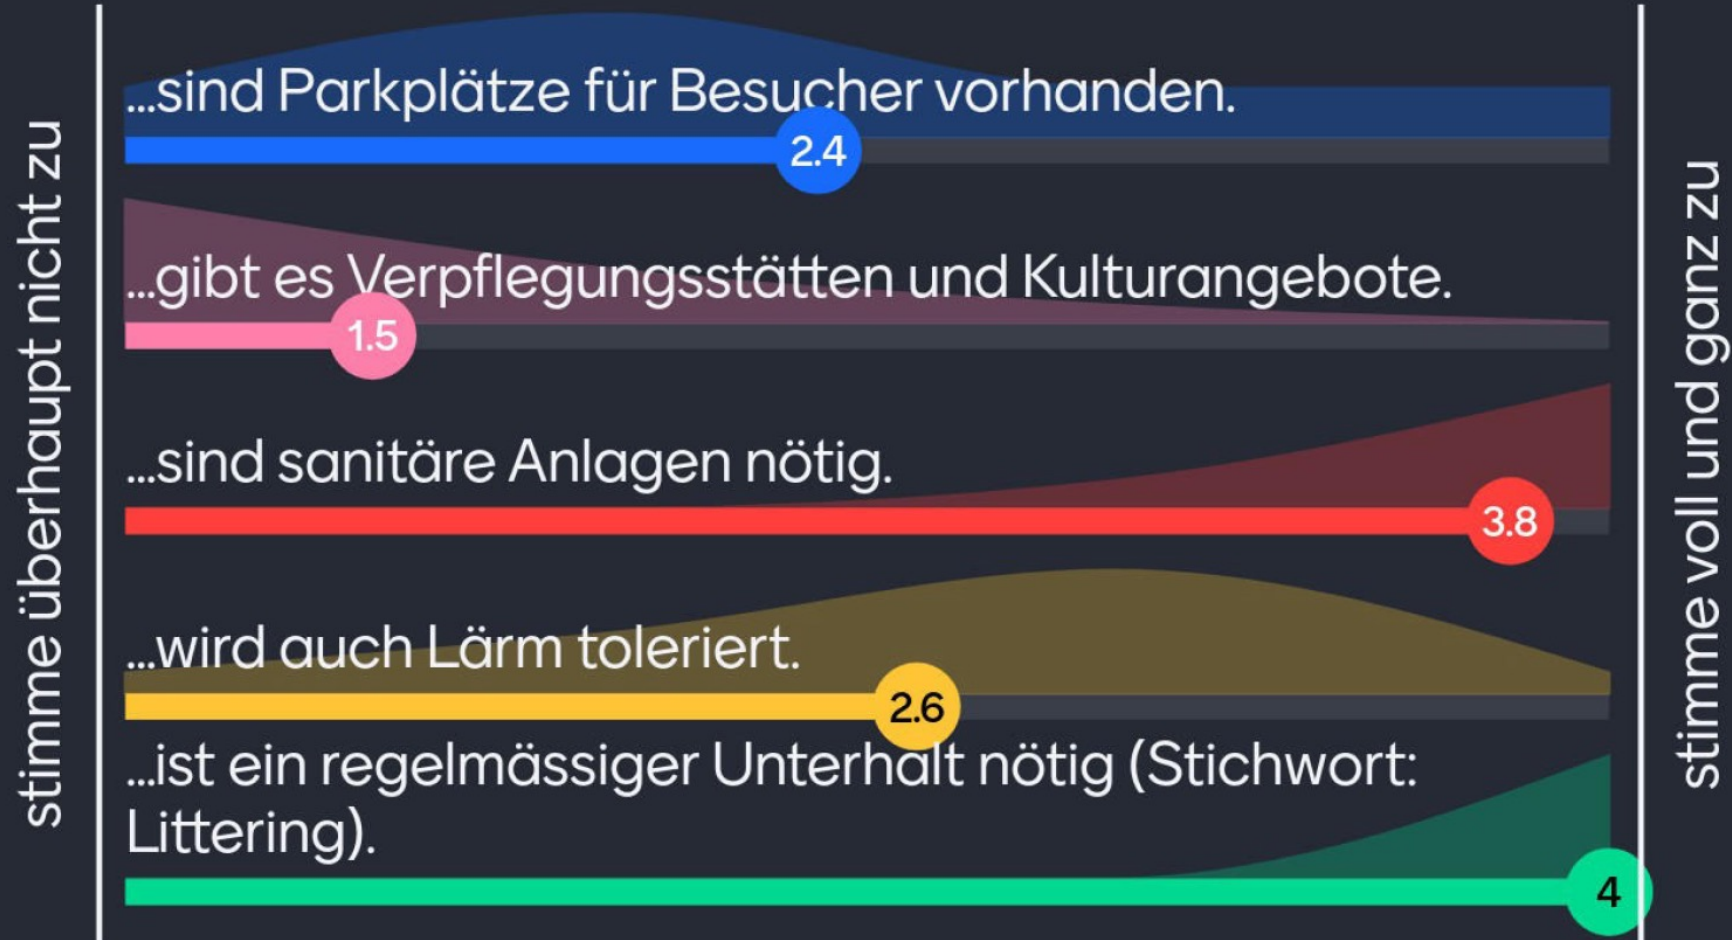 stimme überhaupt nicht zu
...sind Parkplätze für Besucher vorhanden.
2.4
...gibt es Verpflegungsstätten und Kulturangebote.
1.5
...sind sanitäre Anlagen nötig.
3.8
...wird auch Lärm toleriert.
2.6
...ist ein regelmässiger Unterhalt nötig (Stichwort:
Littering).
4
stimme voll und ganz zu